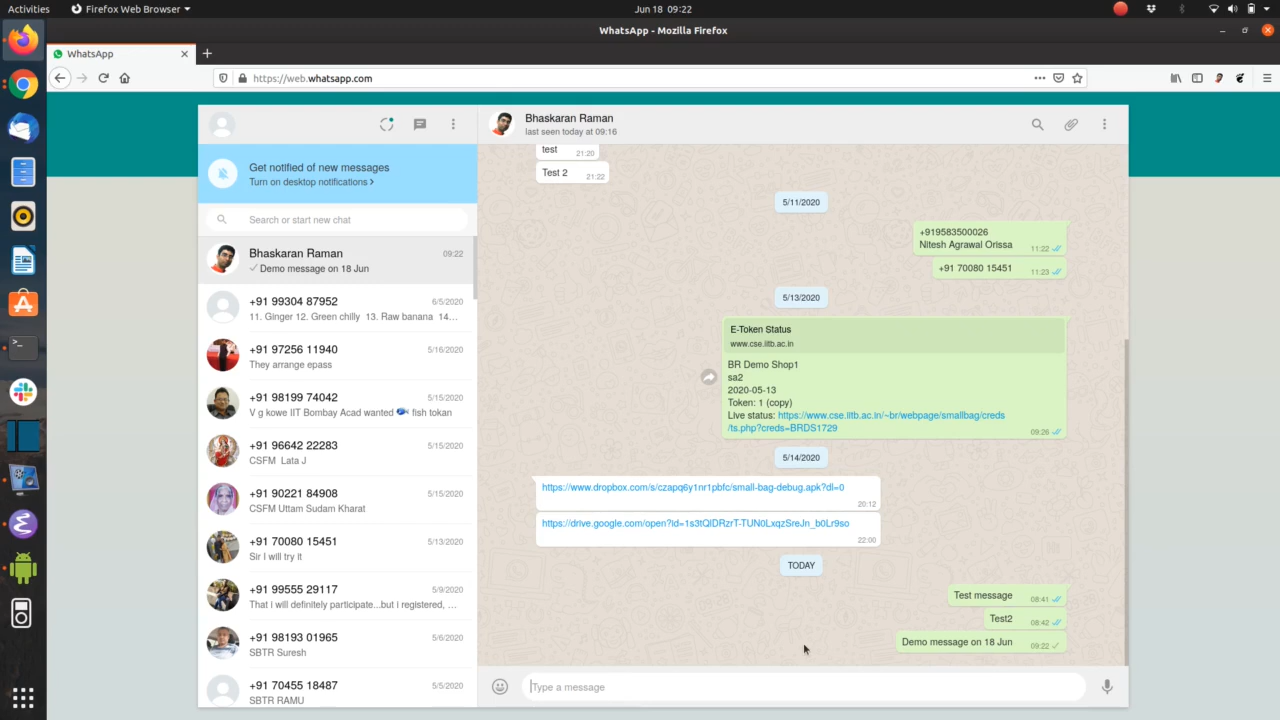 Activities
Firefox Web Browser
Jun 18 09:22
WhatsApp - Mozilla Firefox
WhatsApp
https://web.whatsapp.com
Get notified of new messages
Turn on desktop notifications >
Search or start new chat
Bhaskaran Raman
09:22
Demo message on 18 Jun
+91 99304 87952
6/5/2020
11. Ginger 12. Green chilly 13. Raw banana 14…
+91 97256 11940
5/16/2020
They arrange epass
+91 98199 74042
5/15/2020
V g kowe IIT Bombay Acad wanted 🐟 fish tokan
+91 96642 22283
5/15/2020
CSFM Lata J
+91 90221 84908
5/15/2020
CSFM Uttam Sudam Kharat
+91 70080 15451
5/13/2020
Sir I will try it
+91 99555 29117
5/9/2020
That i will definitely participate...but i registered, …
+91 98193 01965
5/6/2020
SBTR Suresh
+91 70455 18487
5/5/2020
SBTR RAMU
Bhaskaran Raman
last seen today at 09:16
test
21:20
Test 2
21:22
5/11/2020
+919583500026
Nitesh Agrawal Orissa
11:22
+91 70080 15451
11:23
5/13/2020
E-Token Status
www.cse.iitb.ac.in
BR Demo Shop1
sa2
2020-05-13
Token: 1 (copy)
Live status: https://www.cse.iitb.ac.in/~br/webpage/smallbag/creds
/ts.php?creds=BRDS1729
09:26
5/14/2020
https://www.dropbox.com/s/czapq6y1nr1pbfc/small-bag-debug.apk?dl=0
20:12
https://drive.google.com/open?id=1s3tQlDRzrT-TUN0LxqzSreJn_b0Lr9so
22:00
TODAY
Test message
08:41
Test2
08:42
Demo message on 18 Jun
09:22
Type a message